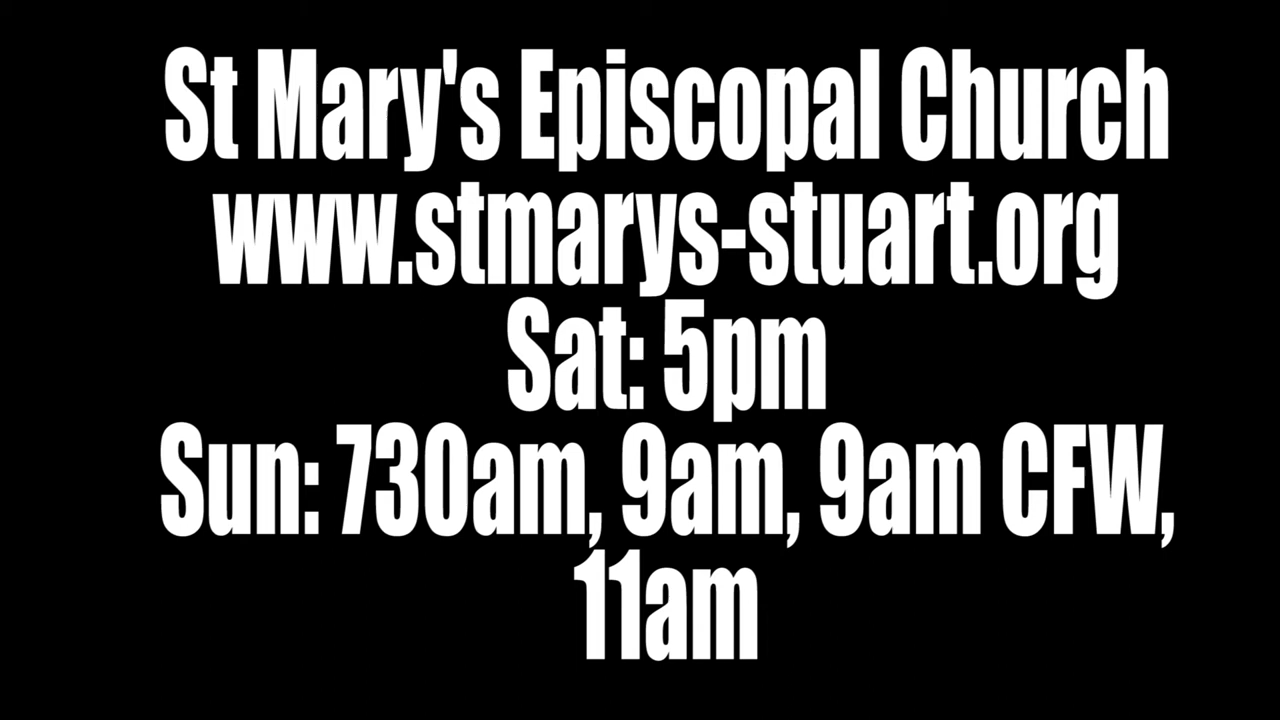 St Mary's Episcopal Church
www.stmarys-stuart.org
Sat: 5pm
Sun: 730am, 9am, 9am CFW,
11am